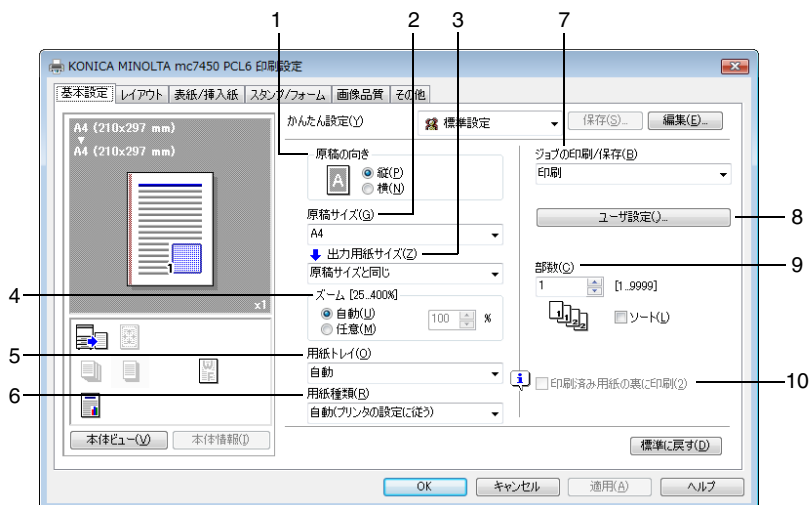 1
2
3
7
KONICA MINOLTA mc7450 PCL6 印刷設定
基本設定 レイアウト 表紙/挿入紙 スタンプ/フォーム 画像品質 その他
A4 (210x297 mm)
A4 (210x297 mm)
1
x1
本体ビュー(V) 本体情報(I)
かんたん設定(Y) 標準設定 保存(S)... 編集(E)...
原稿の向き
A
縦(P)
横(N)
原稿サイズ(G)
A4
出力用紙サイズ(Z)
原稿サイズと同じ
4
ズーム [25..400%]
自動(U)
任意(M)
100 %
5
用紙トレイ(O)
自動
6
用紙種類(R)
自動(プリンタの設定に従う)
ジョブの印刷/保存(B)
印刷
ユーザ設定()...
8
部数(C)
9
1 [1..9999]
1 1 2 2
ソート(L)
印刷済み用紙の裏に印刷(2)
10
標準に戻す(D)
OK キャンセル 適用(A) ヘルプ